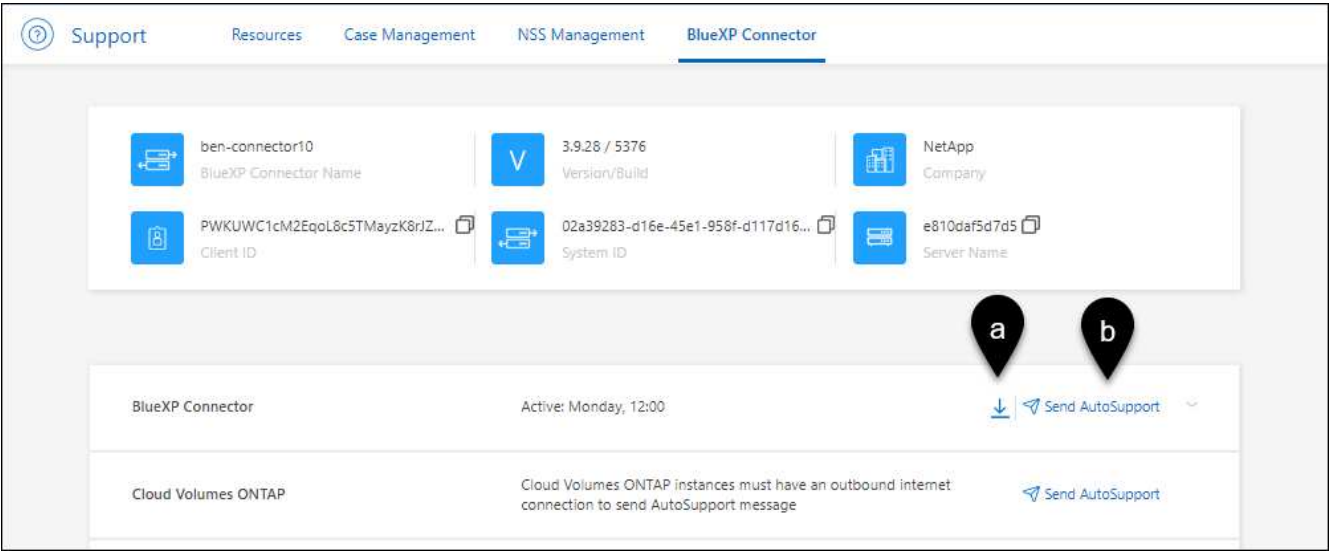 Support Resources Case Management NSS Management BlueXP Connector
ben-connector10
BlueXP Connector Name
V
3.9.28 / 5376
Version/Build
NetApp
Company
PWKUWC1cM2EqoL8c5TMayzK8rJZ...
Client ID
02a39283-d16e-45e1-958f-d117d16...
System ID
e810daf5d7d5
Server Name
a
b
BlueXP Connector
Active: Monday, 12:00
Send AutoSupport
Cloud Volumes ONTAP
Cloud Volumes ONTAP instances must have an outbound internet
connection to send AutoSupport message
Send AutoSupport